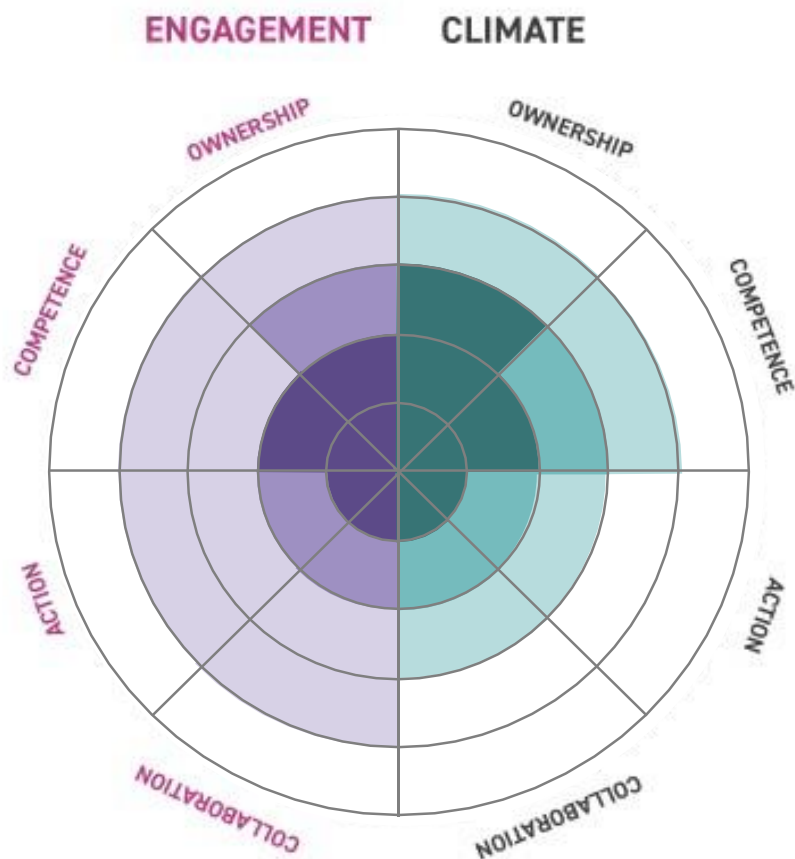 ENGAGEMENT CLIMATE
OWNERSHIP
OWNERSHIP
COMPETENCE
COMPETENCE
ACTION
ACTION
COLLABORATION
COLLABORATION